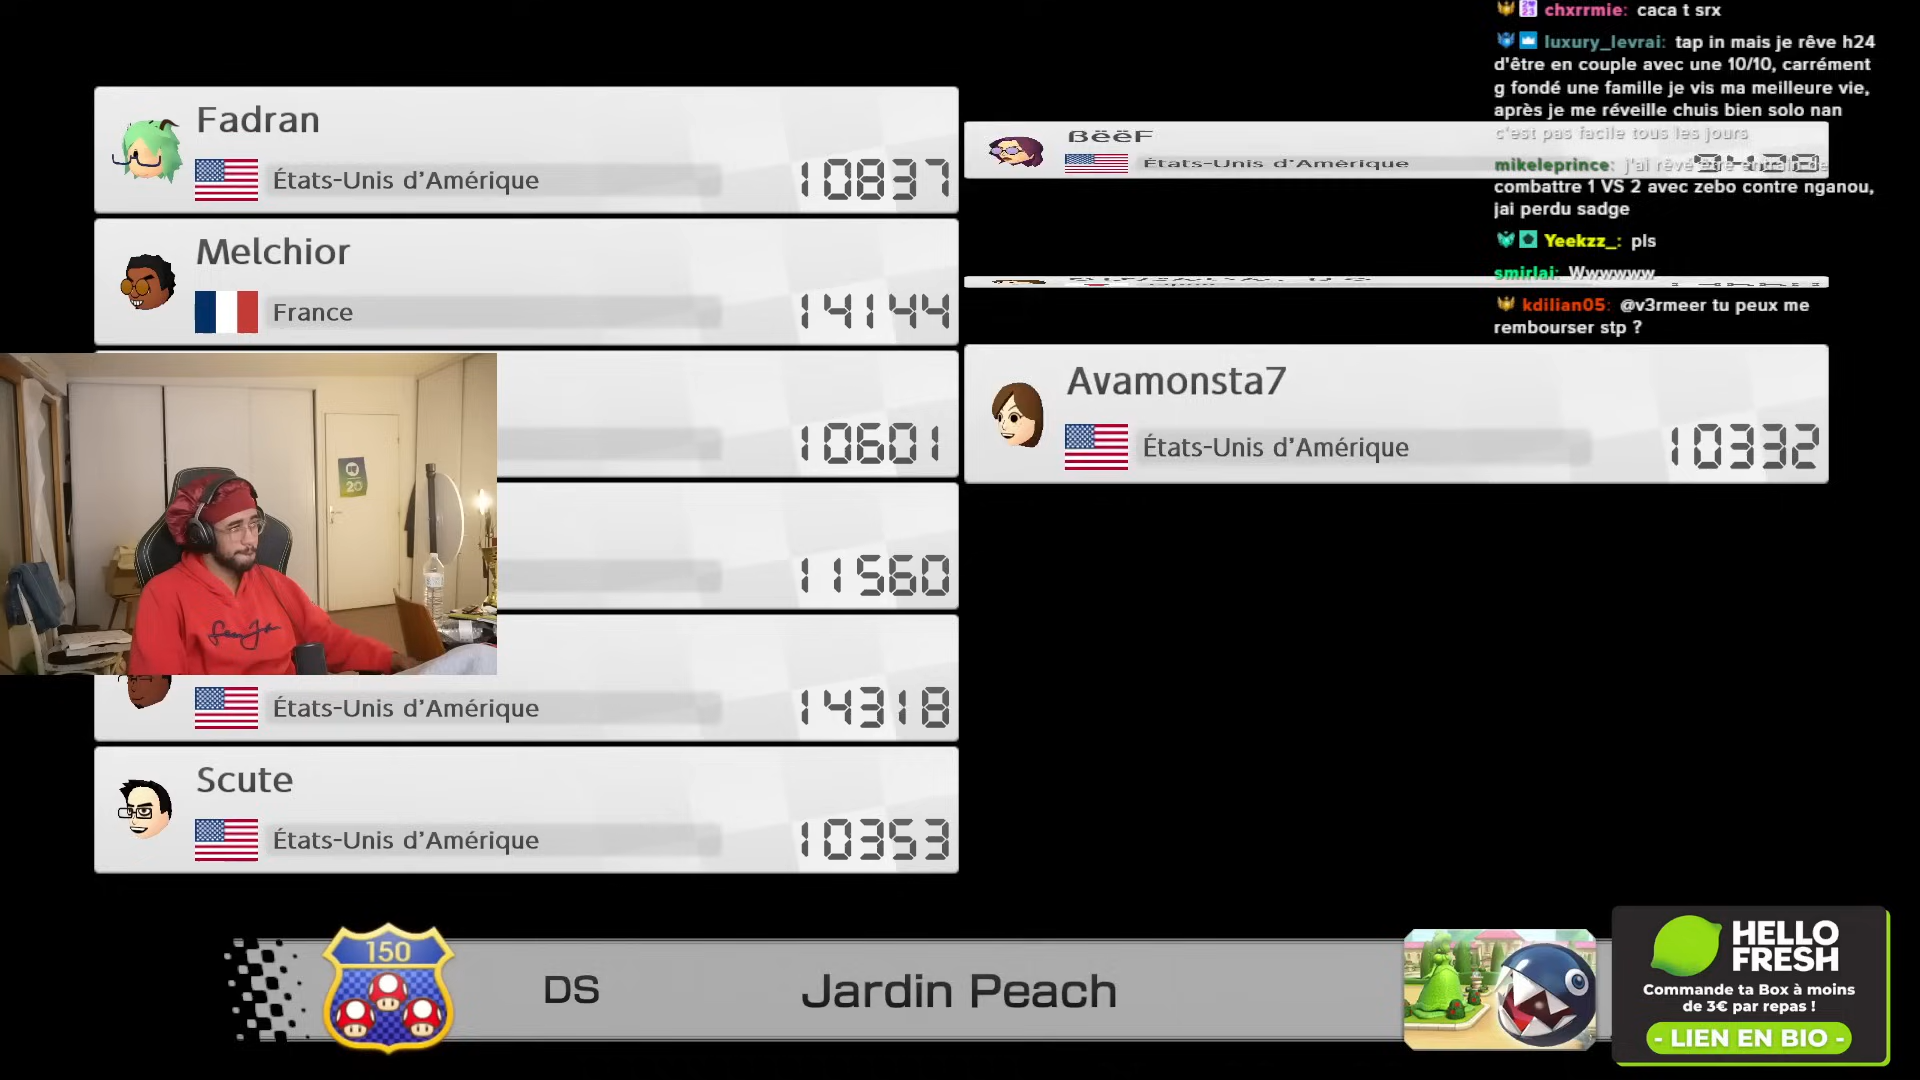 Fadran
États-Unis d'Amérique
10837
Melchior
France
14144
10601
11560
États-Unis d'Amérique
14318
Scute
États-Unis d'Amérique
10353
BëëF
États-Unis d'Amérique
Avamonsta7
États-Unis d'Amérique
10332
chxrrmie: caca t srx
luxury_levrai: tap in mais je rêve h24
d'être en couple avec une 10/10, carrément
g fondé une famille je vis ma meilleure vie,
après je me réveille chuis bien solo nan
c'est pas facile tous les jours
mikeleprince: j'ai rêvé être entrain de
combattre 1 VS 2 avec zebo contre nganou,
jai perdu sadge
Yeekzz_: pls
smirlai: Wwwwww
kdilian05: @v3rmeer tu peux me
rembourser stp ?
150
DS
Jardin Peach
HELLO
FRESH
Commande ta Box à moins
de 3€ par repas !
- LIEN EN BIO -